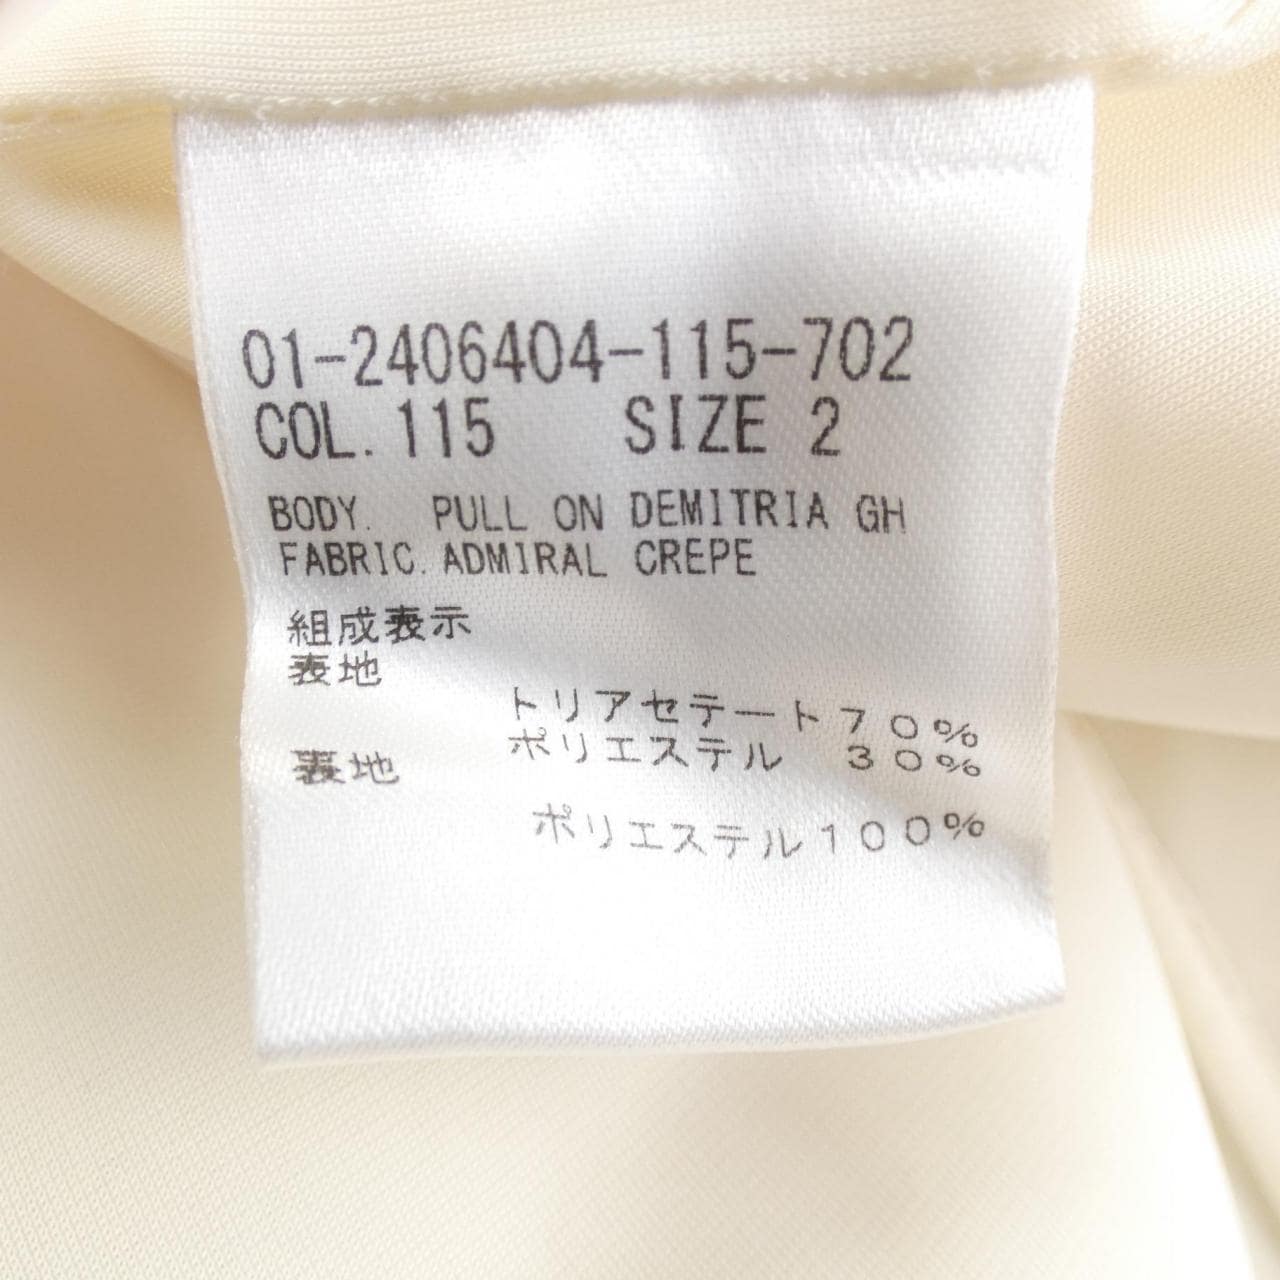 01-2406404-115-702
COL. 115 SIZE 2
BODY. PULL ON DEMITRIA GH
FABRIC. ADMIRAL CREPE
組成表示
表地
トリアセテート70%
ポリエステル 30%
裏地
ポリエステル100%